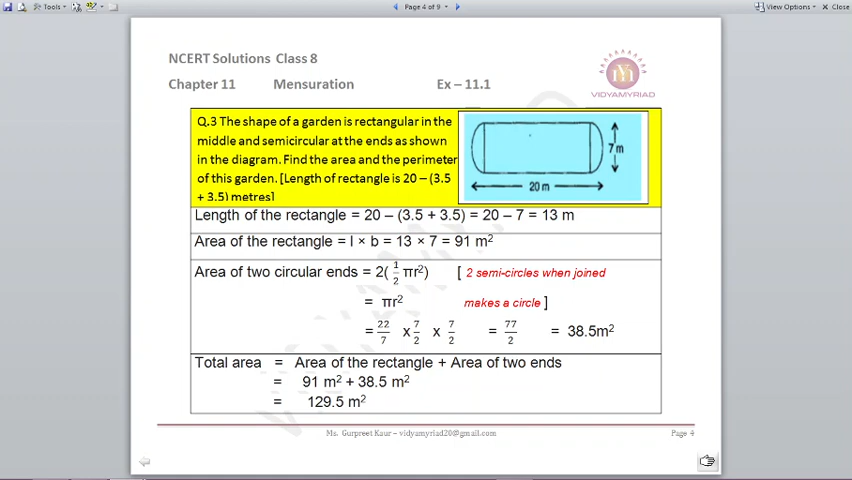 Tools
Page 4 of 9
View Options
Close
NCERT Solutions Class 8
Chapter 11 Mensuration Ex – 11.1
VIDYAMYRIAD
Q.3 The shape of a garden is rectangular in the
middle and semicircular at the ends as shown
in the diagram. Find the area and the perimeter
of this garden. [Length of rectangle is 20 – (3.5
+ 3.5) metres]
7 m
20 m
Length of the rectangle = 20 – (3.5 + 3.5) = 20 – 7 = 13 m
Area of the rectangle = l × b = 13 × 7 = 91 m²
Area of two circular ends = 2( 1/2 πr²) [ 2 semi-circles when joined
= πr² makes a circle ]
= 22/7 x 7/2 x 7/2 = 77/2 = 38.5m²
Total area = Area of the rectangle + Area of two ends
= 91 m² + 38.5 m²
= 129.5 m²
Ms. Gurpreet Kaur – vidyamyriad20@gmail.com Page 4